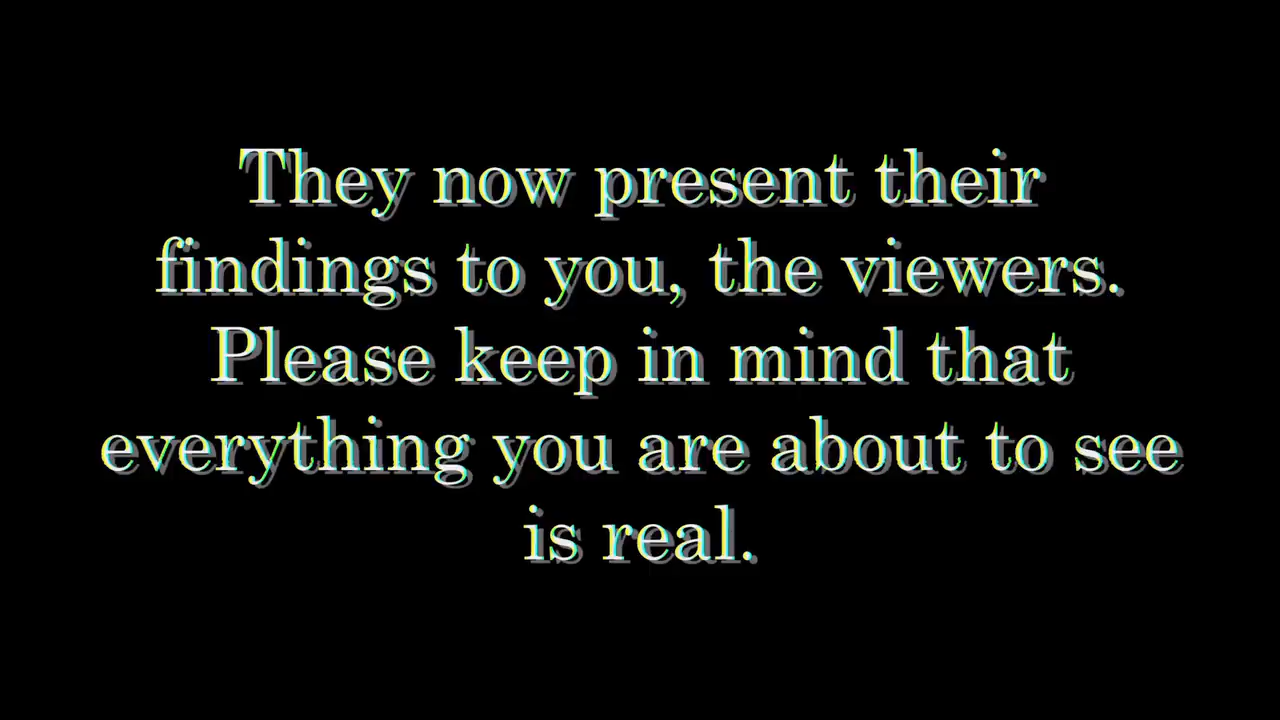 They now present their
findings to you, the viewers.
Please keep in mind that
everything you are about to see
is real.